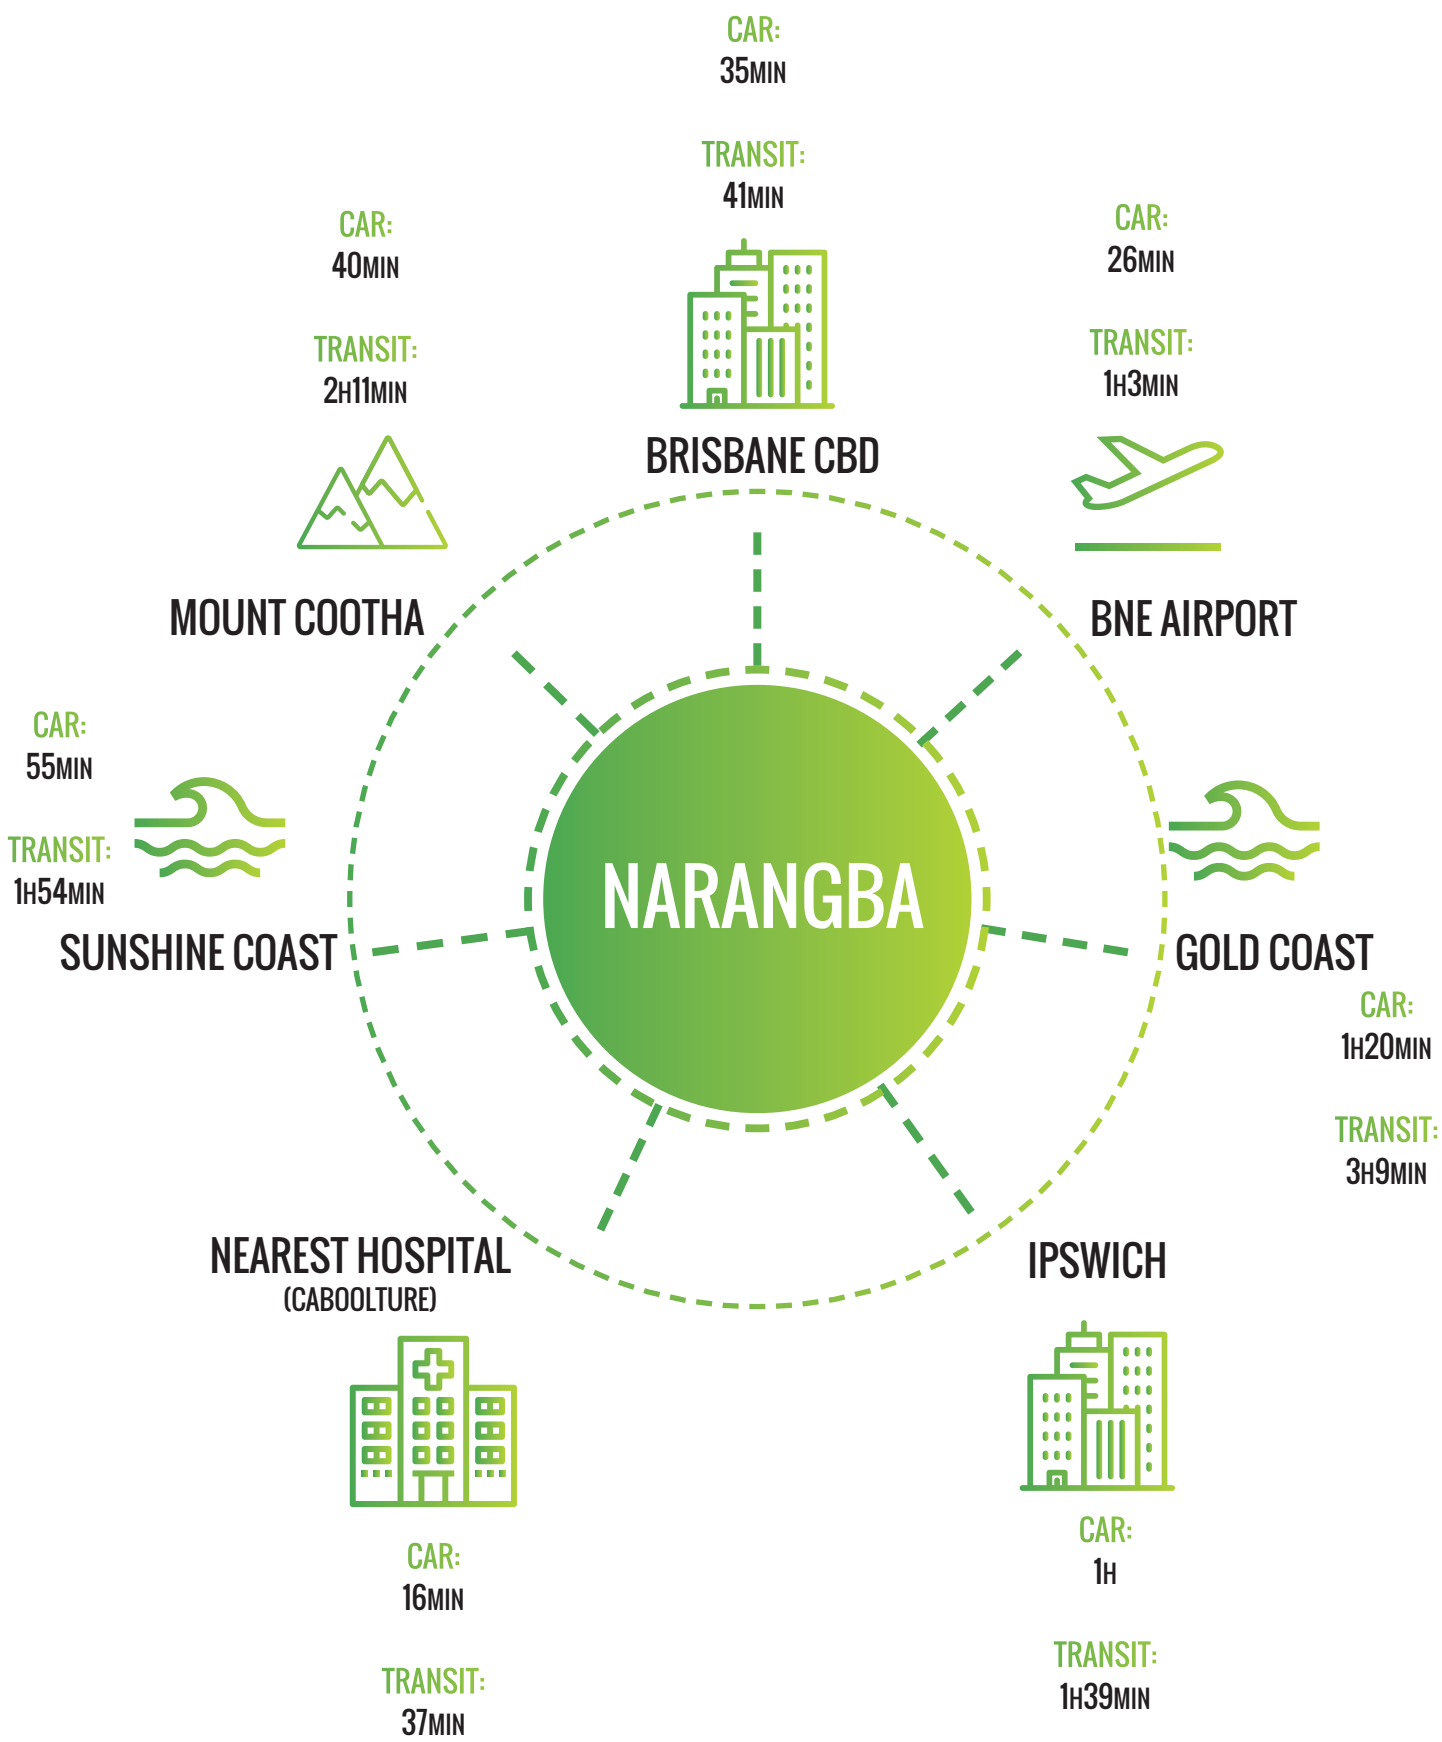 CAR:
35MIN
TRANSIT:
41MIN
BRISBANE CBD
CAR:
26MIN
TRANSIT:
1H3MIN
BNE AIRPORT
CAR:
40MIN
TRANSIT:
2H11MIN
MOUNT COOTHA
CAR:
55MIN
TRANSIT:
1H54MIN
SUNSHINE COAST
NARANGBA
GOLD COAST
CAR:
1H20MIN
TRANSIT:
3H9MIN
NEAREST HOSPITAL
(CABOOLTURE)
CAR:
16MIN
TRANSIT:
37MIN
IPSWICH
CAR:
1H
TRANSIT:
1H39MIN